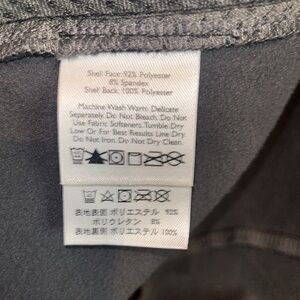 Shell Face: 92% Polyester
8% Spandex
Shell Back: 100% Polyester
Machine Wash Warm. Delicate
Separately. Do Not Bleach. Do Not
Use Fabric Softeners. Tumble Dry
Low Or For Best Results Line Dry.
Do Not Iron. Do Not Dry Clean.
表地表側 ポリエステル 92%
ポリウレタン 8%
表地裏側 ポリエステル 100%